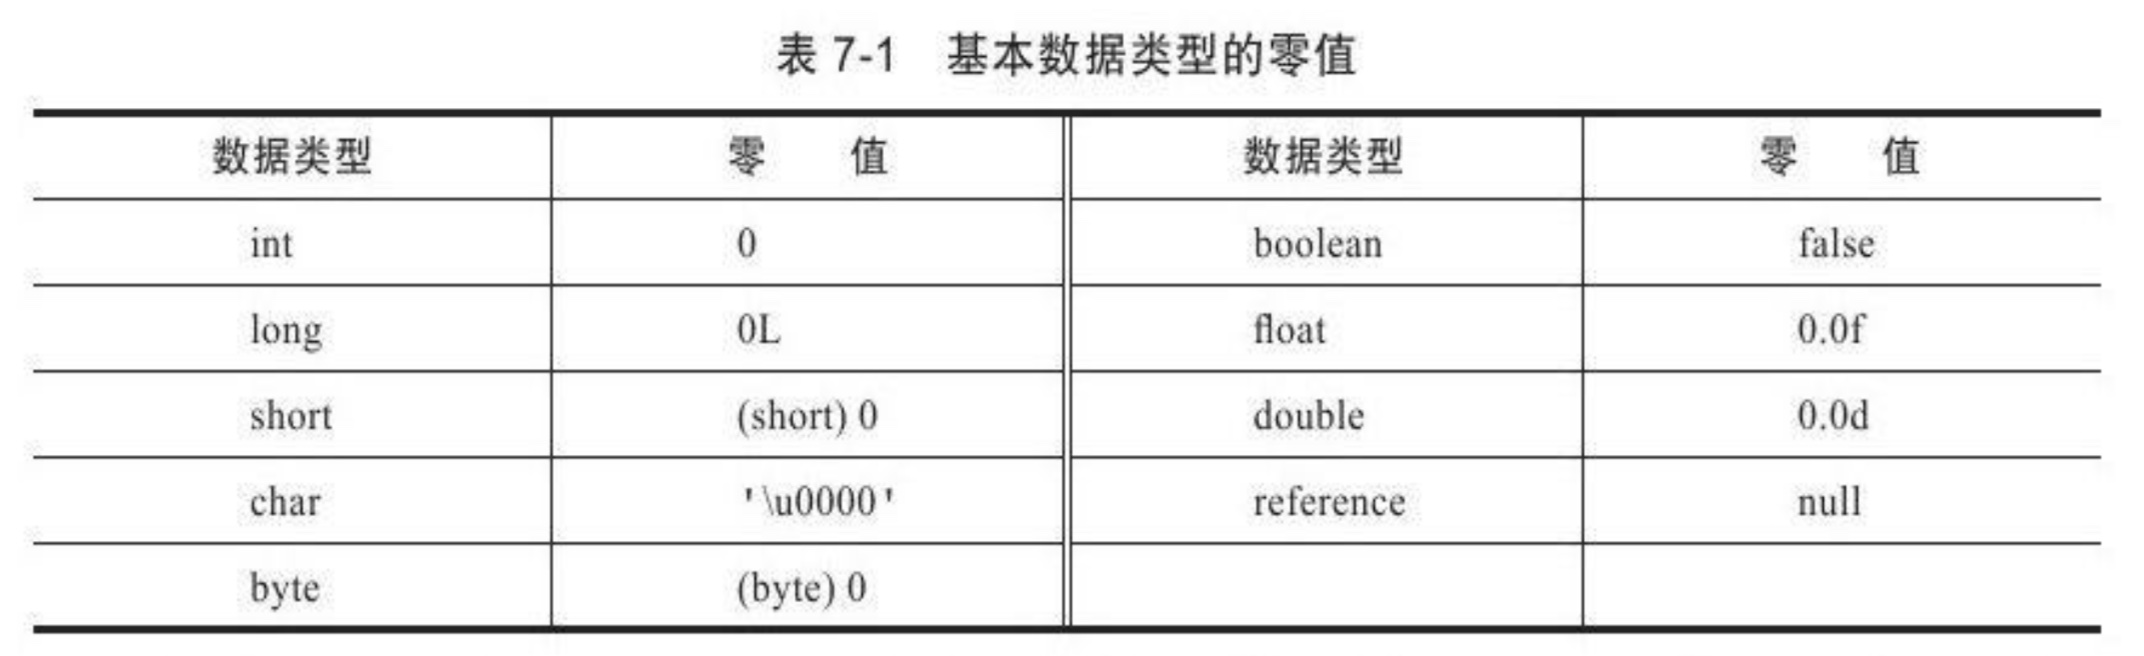 表 7-1 基本数据类型的零值
数据类型 零 值 数据类型 零 值
int 0 boolean false
long 0L float 0.0f
short (short) 0 double 0.0d
char '\u0000' reference null
byte (byte) 0